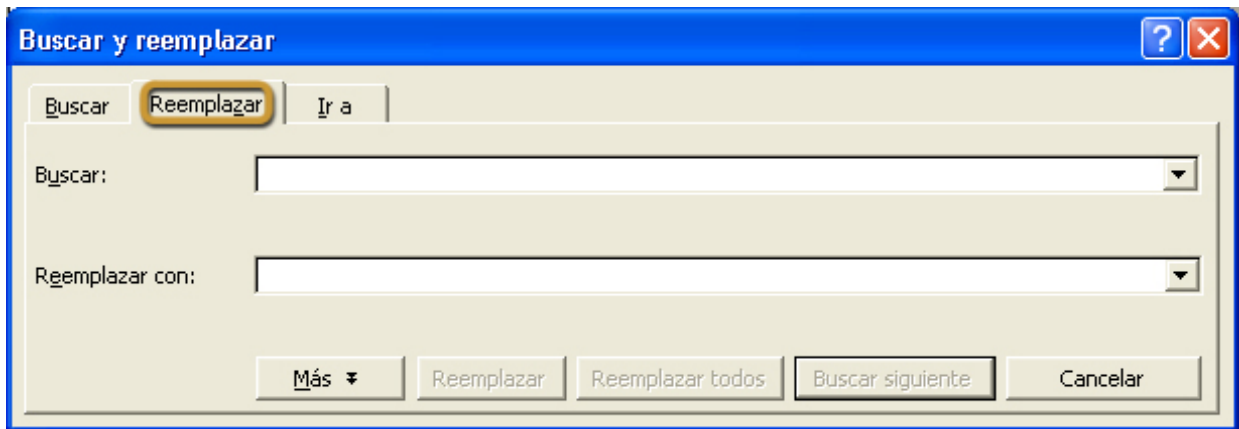 Buscar y reemplazar
Buscar Reemplazar Ir a
Buscar:
Reemplazar con:
Más Reemplazar Reemplazar todos Buscar siguiente Cancelar